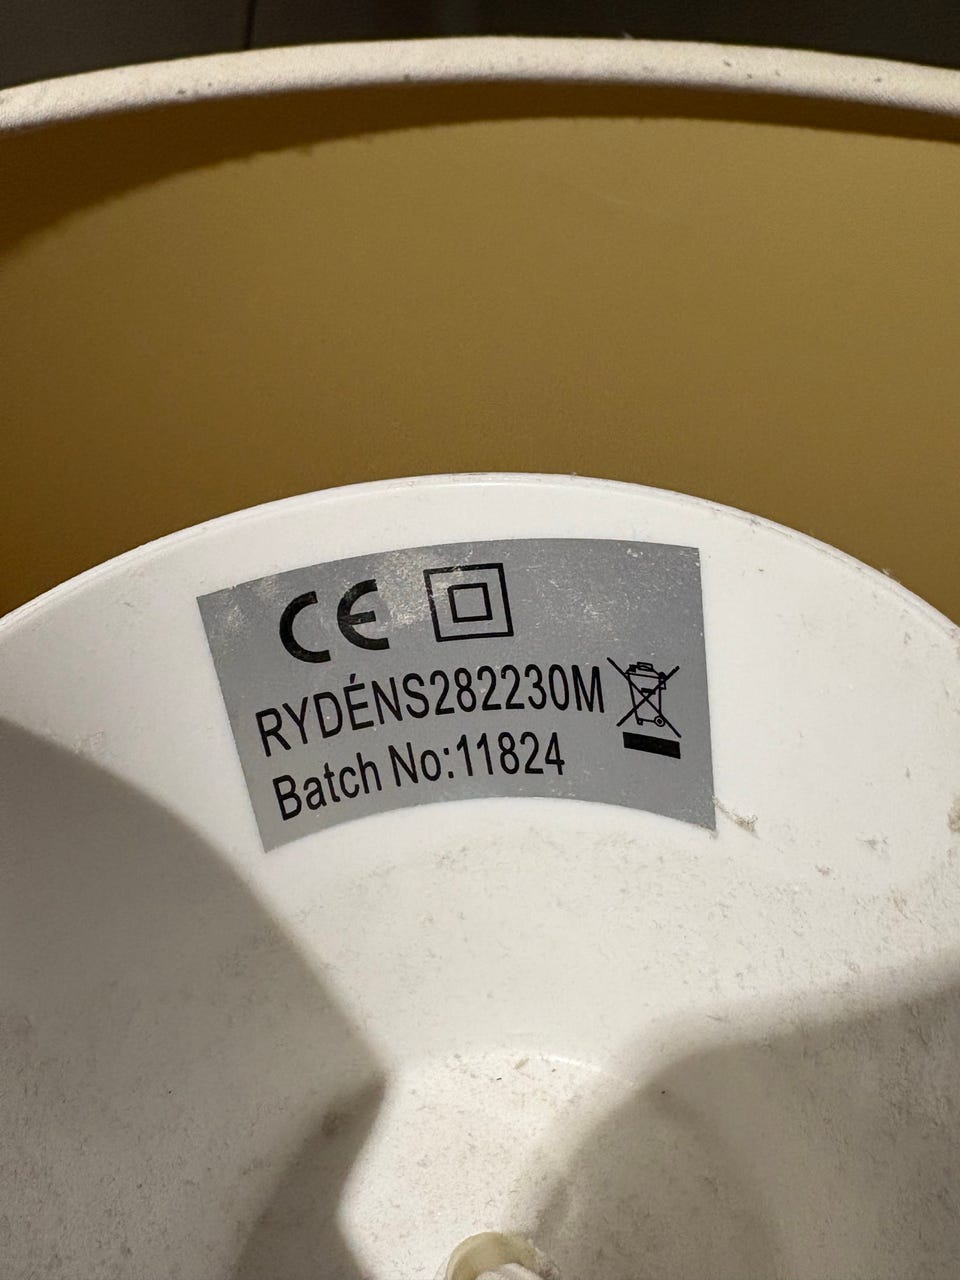 CE
RYDÉNS282230M
Batch No:11824